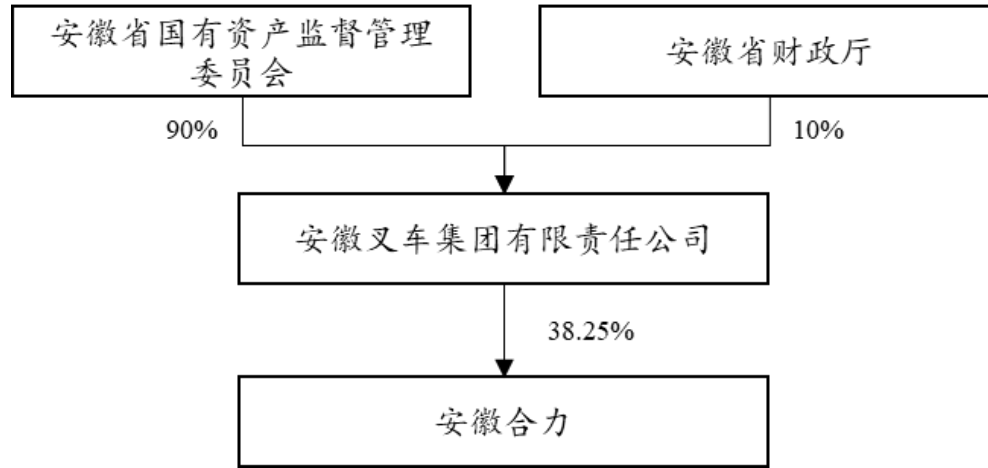 安徽省国有资产监督管理
委员会
安徽省财政厅
90%
10%
安徽叉车集团有限责任公司
38.25%
安徽合力